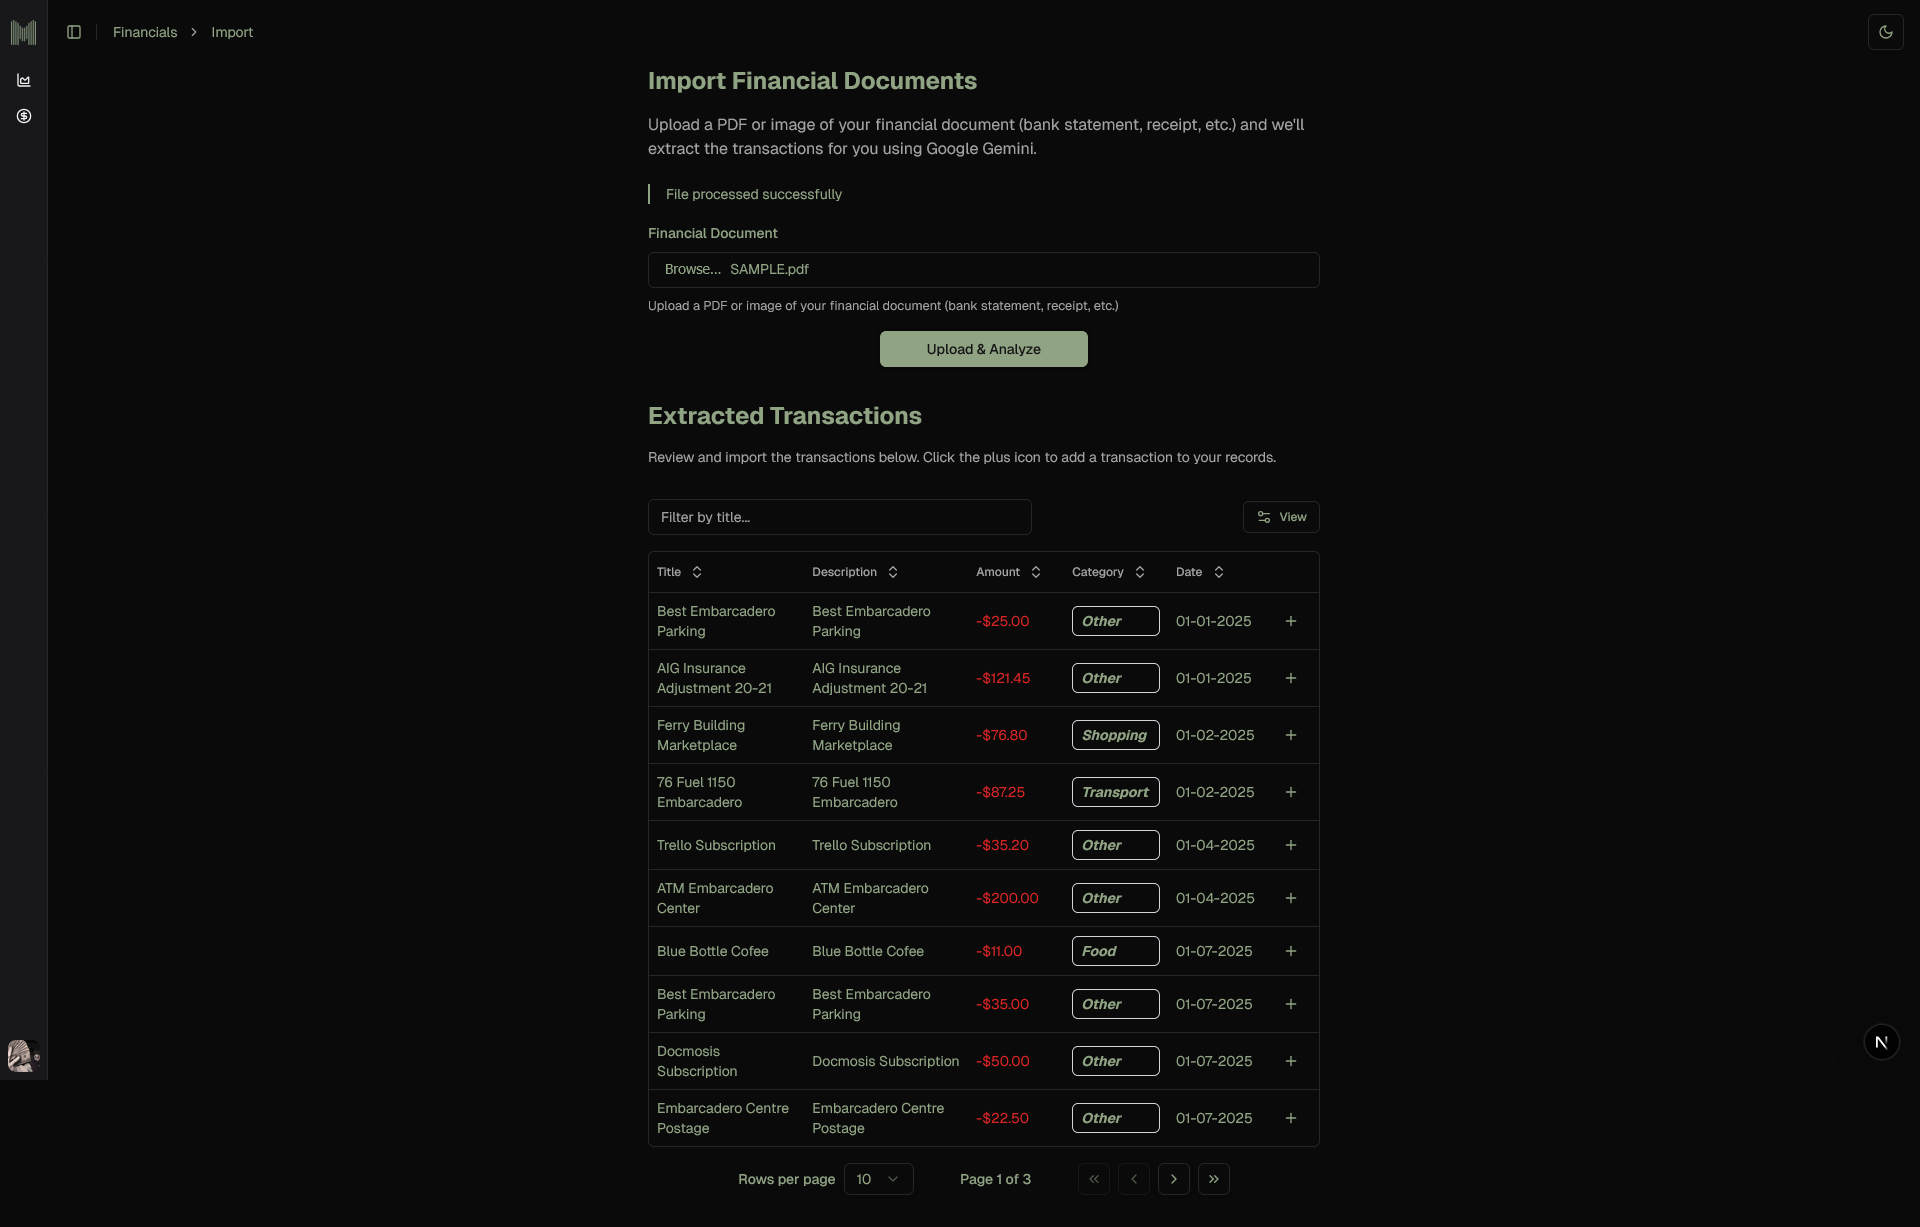 Financials > Import
Import Financial Documents
Upload a PDF or image of your financial document (bank statement, receipt, etc.) and we'll
extract the transactions for you using Google Gemini.
File processed successfully
Financial Document
Browse... SAMPLE.pdf
Upload a PDF or image of your financial document (bank statement, receipt, etc.)
Upload & Analyze
Extracted Transactions
Review and import the transactions below. Click the plus icon to add a transaction to your records.
Filter by title...
View
Title Description Amount Category Date
Best Embarcadero Parking Best Embarcadero Parking -$25.00 Other 01-01-2025
AIG Insurance Adjustment 20-21 AIG Insurance Adjustment 20-21 -$121.45 Other 01-01-2025
Ferry Building Marketplace Ferry Building Marketplace -$76.80 Shopping 01-02-2025
76 Fuel 1150 Embarcadero 76 Fuel 1150 Embarcadero -$87.25 Transport 01-02-2025
Trello Subscription Trello Subscription -$35.20 Other 01-04-2025
ATM Embarcadero Center ATM Embarcadero Center -$200.00 Other 01-04-2025
Blue Bottle Cofee Blue Bottle Cofee -$11.00 Food 01-07-2025
Best Embarcadero Parking Best Embarcadero Parking -$35.00 Other 01-07-2025
Docmosis Subscription Docmosis Subscription -$50.00 Other 01-07-2025
Embarcadero Centre Postage Embarcadero Centre Postage -$22.50 Other 01-07-2025
Rows per page 10 Page 1 of 3
N